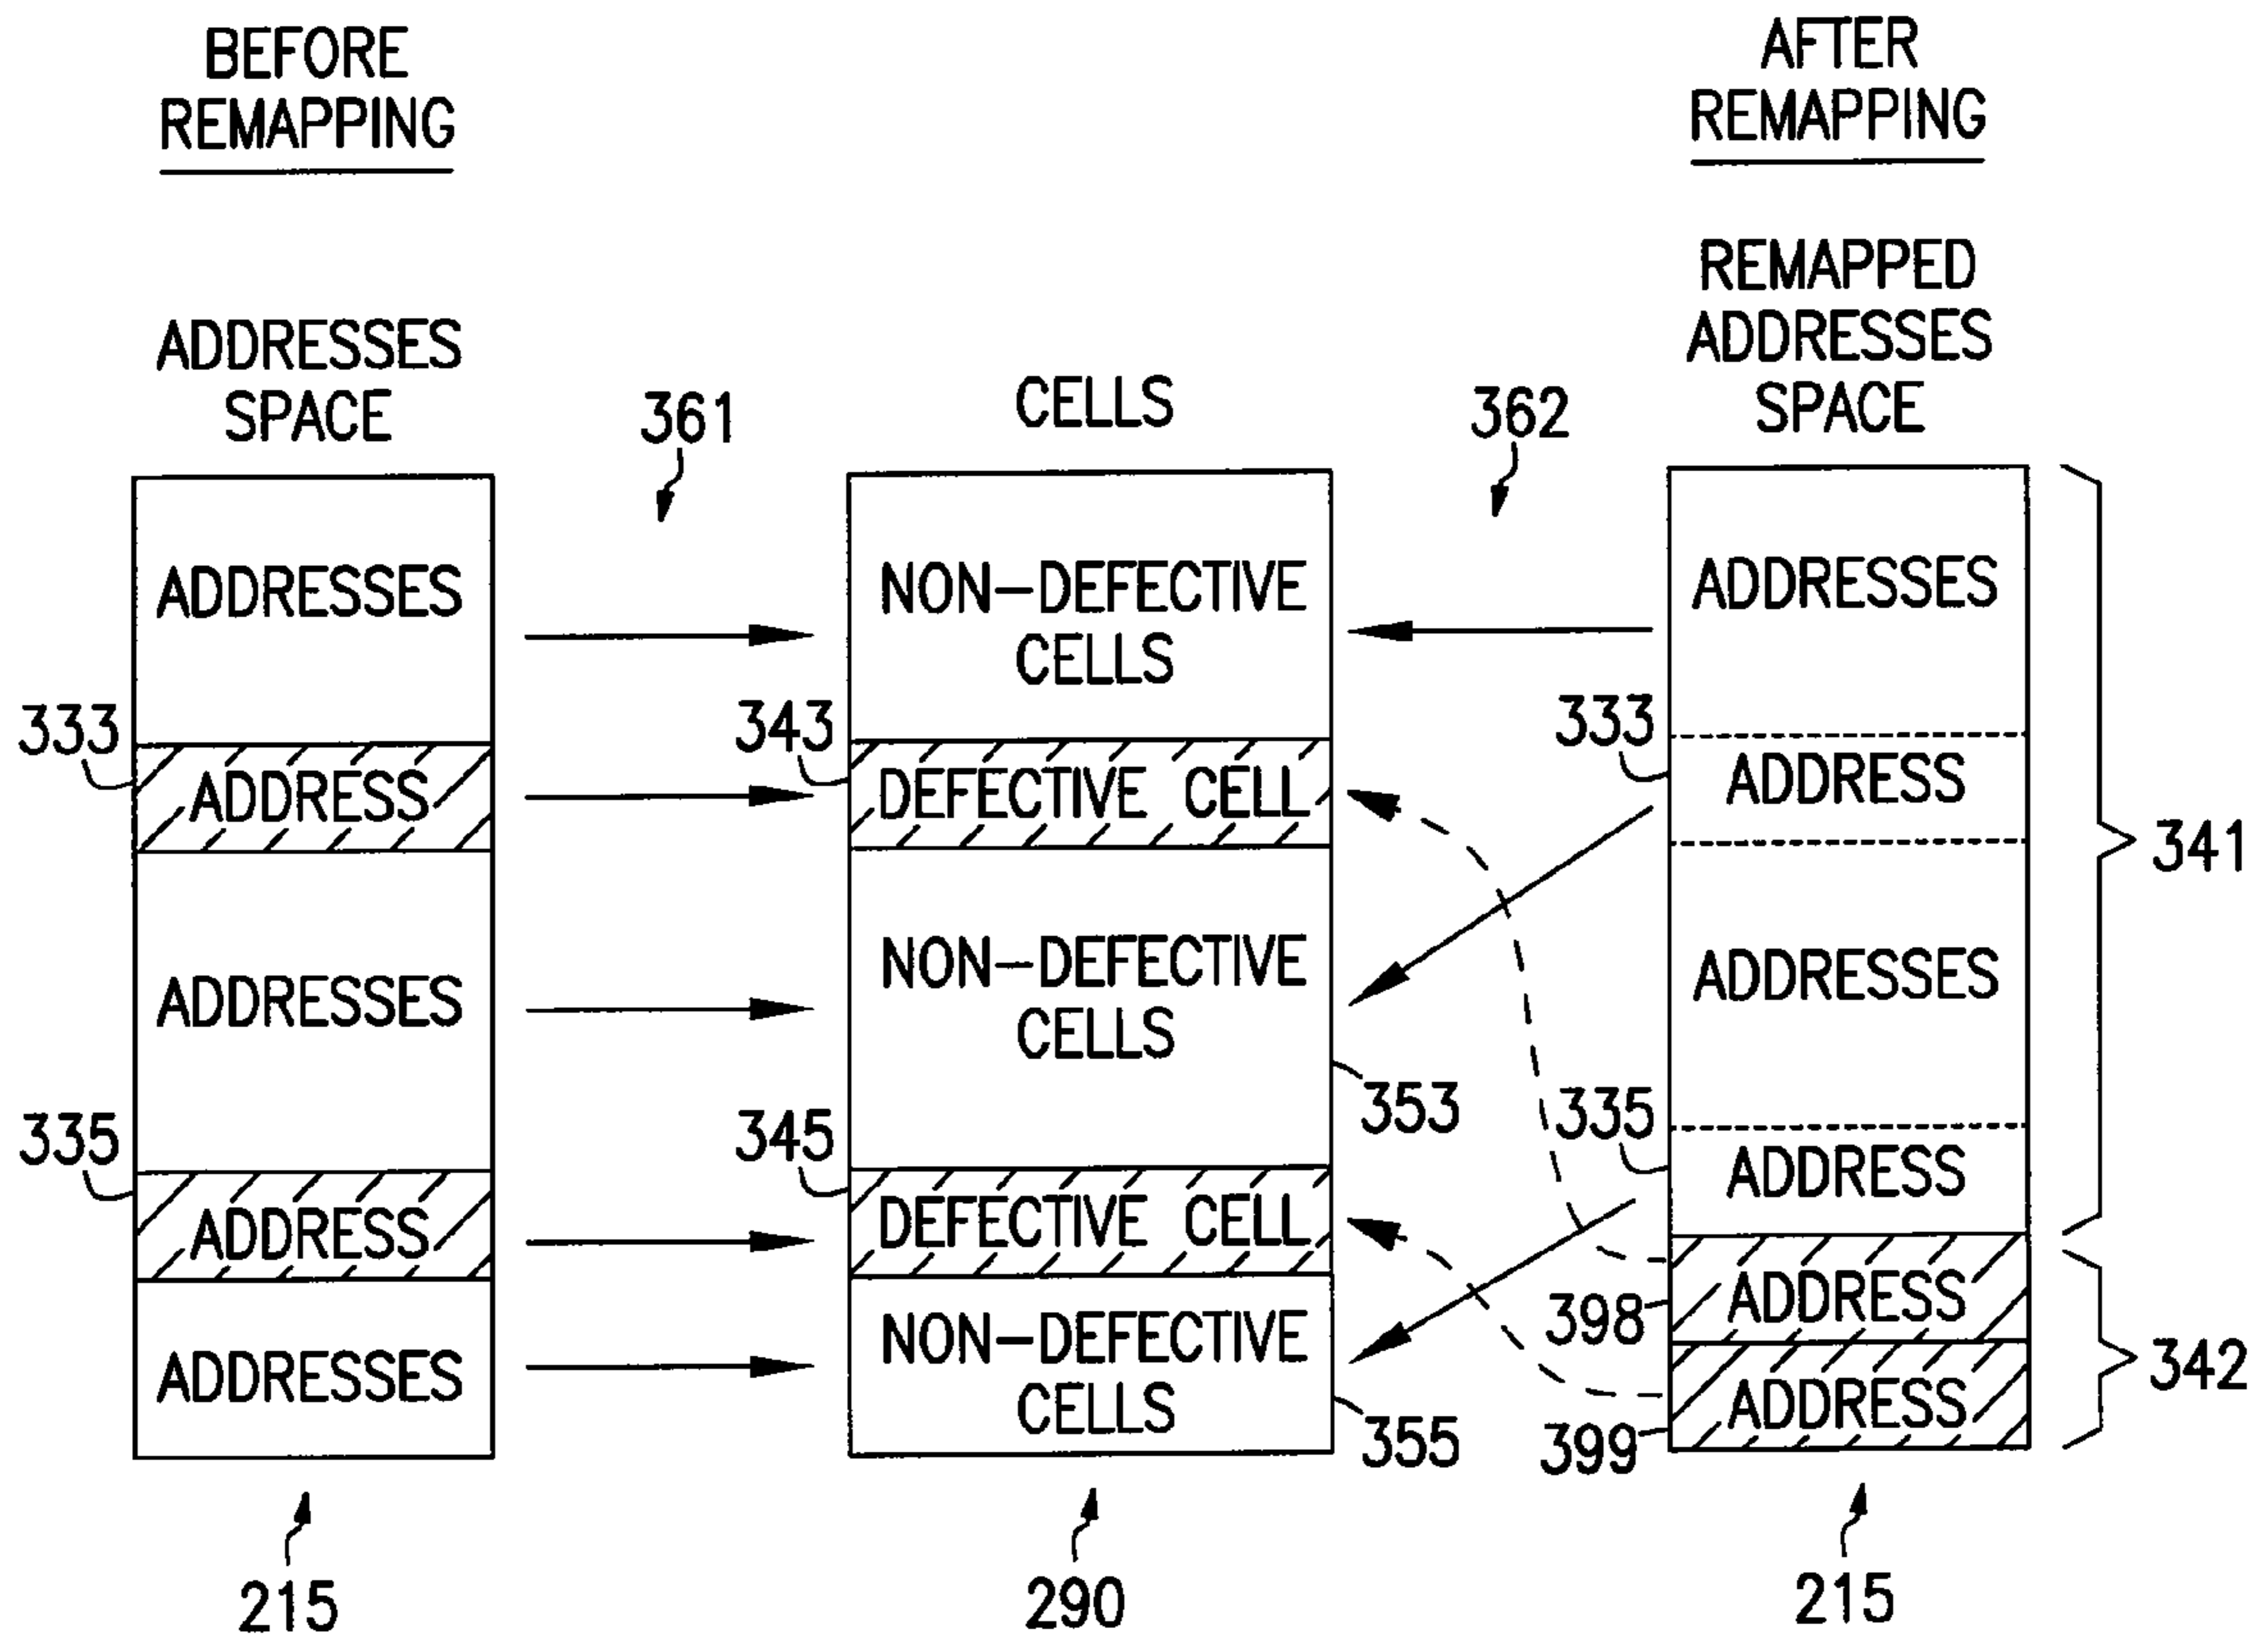 BEFORE
REMAPPING
AFTER
REMAPPING
ADDRESSES
SPACE
361
CELLS
362
REMAPPED
ADDRESSES
SPACE
ADDRESSES
NON-DEFECTIVE
CELLS
ADDRESSES
333
ADDRESS
343
DEFECTIVE CELL
333
ADDRESS
341
ADDRESSES
NON-DEFECTIVE
CELLS
353
ADDRESSES
335
ADDRESS
345
DEFECTIVE CELL
335
ADDRESS
398
ADDRESS
342
ADDRESSES
NON-DEFECTIVE
CELLS
355
399
ADDRESS
215
290
215